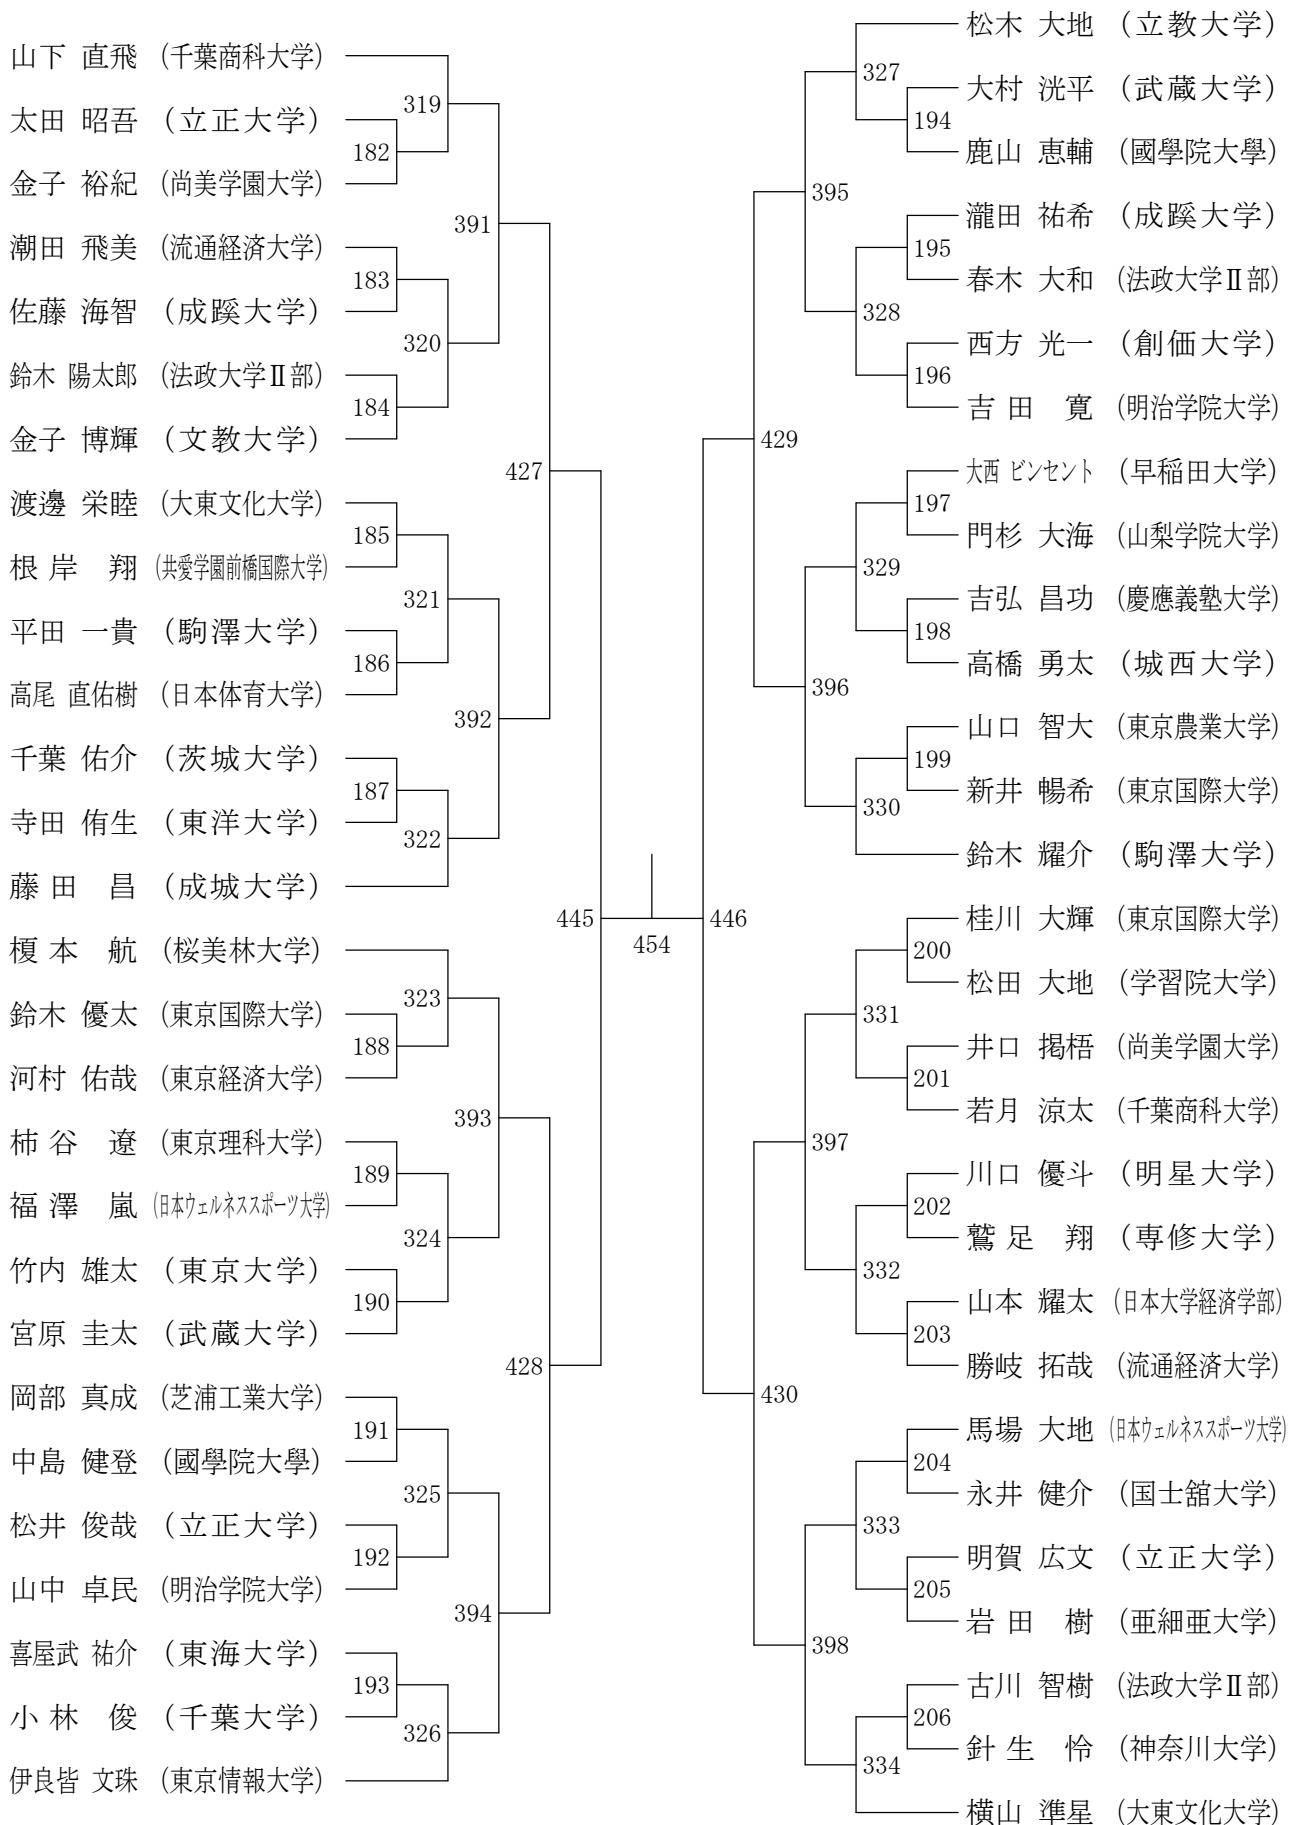 山下 直飛 (千葉商科大学)
太田 昭吾 (立正大学)
金子 裕紀 (尚美学園大学)
潮田 飛美 (流通経済大学)
佐藤 海智 (成蹊大学)
鈴木 陽太郎 (法政大学Ⅱ部)
金子 博輝 (文教大学)
渡邊 栄睦 (大東文化大学)
根岸 翔 (共愛学園前橋国際大学)
平田 一貴 (駒澤大学)
高尾 直佑樹 (日本体育大学)
千葉 佑介 (茨城大学)
寺田 侑生 (東洋大学)
藤田 昌 (成城大学)
榎本 航 (桜美林大学)
鈴木 優太 (東京国際大学)
河村 佑哉 (東京経済大学)
柿谷 遼 (東京理科大学)
福澤 嵐 (日本ウェルネススポーツ大学)
竹内 雄太 (東京大学)
宮原 圭太 (武蔵大学)
岡部 真成 (芝浦工業大学)
中島 健登 (國學院大學)
松井 俊哉 (立正大学)
山中 卓民 (明治学院大学)
喜屋武 祐介 (東海大学)
小林 俊 (千葉大学)
伊良皆 文珠 (東京情報大学)
182
183
184
185
186
187
188
189
190
191
192
193
319
320
321
322
323
324
325
326
391
392
393
394
427
428
445
454
446
429
430
395
396
397
398
327
328
329
330
331
332
333
334
194
195
196
197
198
199
200
201
202
203
204
205
206
松木 大地 (立教大学)
大村 洸平 (武蔵大学)
鹿山 恵輔 (國學院大學)
瀧田 祐希 (成蹊大学)
春木 大和 (法政大学Ⅱ部)
西方 光一 (創価大学)
吉田 寛 (明治学院大学)
大西 ビンセント (早稲田大学)
門杉 大海 (山梨学院大学)
吉弘 昌功 (慶應義塾大学)
高橋 勇太 (城西大学)
山口 智大 (東京農業大学)
新井 暢希 (東京国際大学)
鈴木 耀介 (駒澤大学)
桂川 大輝 (東京国際大学)
松田 大地 (学習院大学)
井口 掲梧 (尚美学園大学)
若月 涼太 (千葉商科大学)
川口 優斗 (明星大学)
鷲足 翔 (専修大学)
山本 耀太 (日本大学経済学部)
勝岐 拓哉 (流通経済大学)
馬場 大地 (日本ウェルネススポーツ大学)
永井 健介 (国士舘大学)
明賀 広文 (立正大学)
岩田 樹 (亜細亜大学)
古川 智樹 (法政大学Ⅱ部)
針生 怜 (神奈川大学)
横山 準星 (大東文化大学)